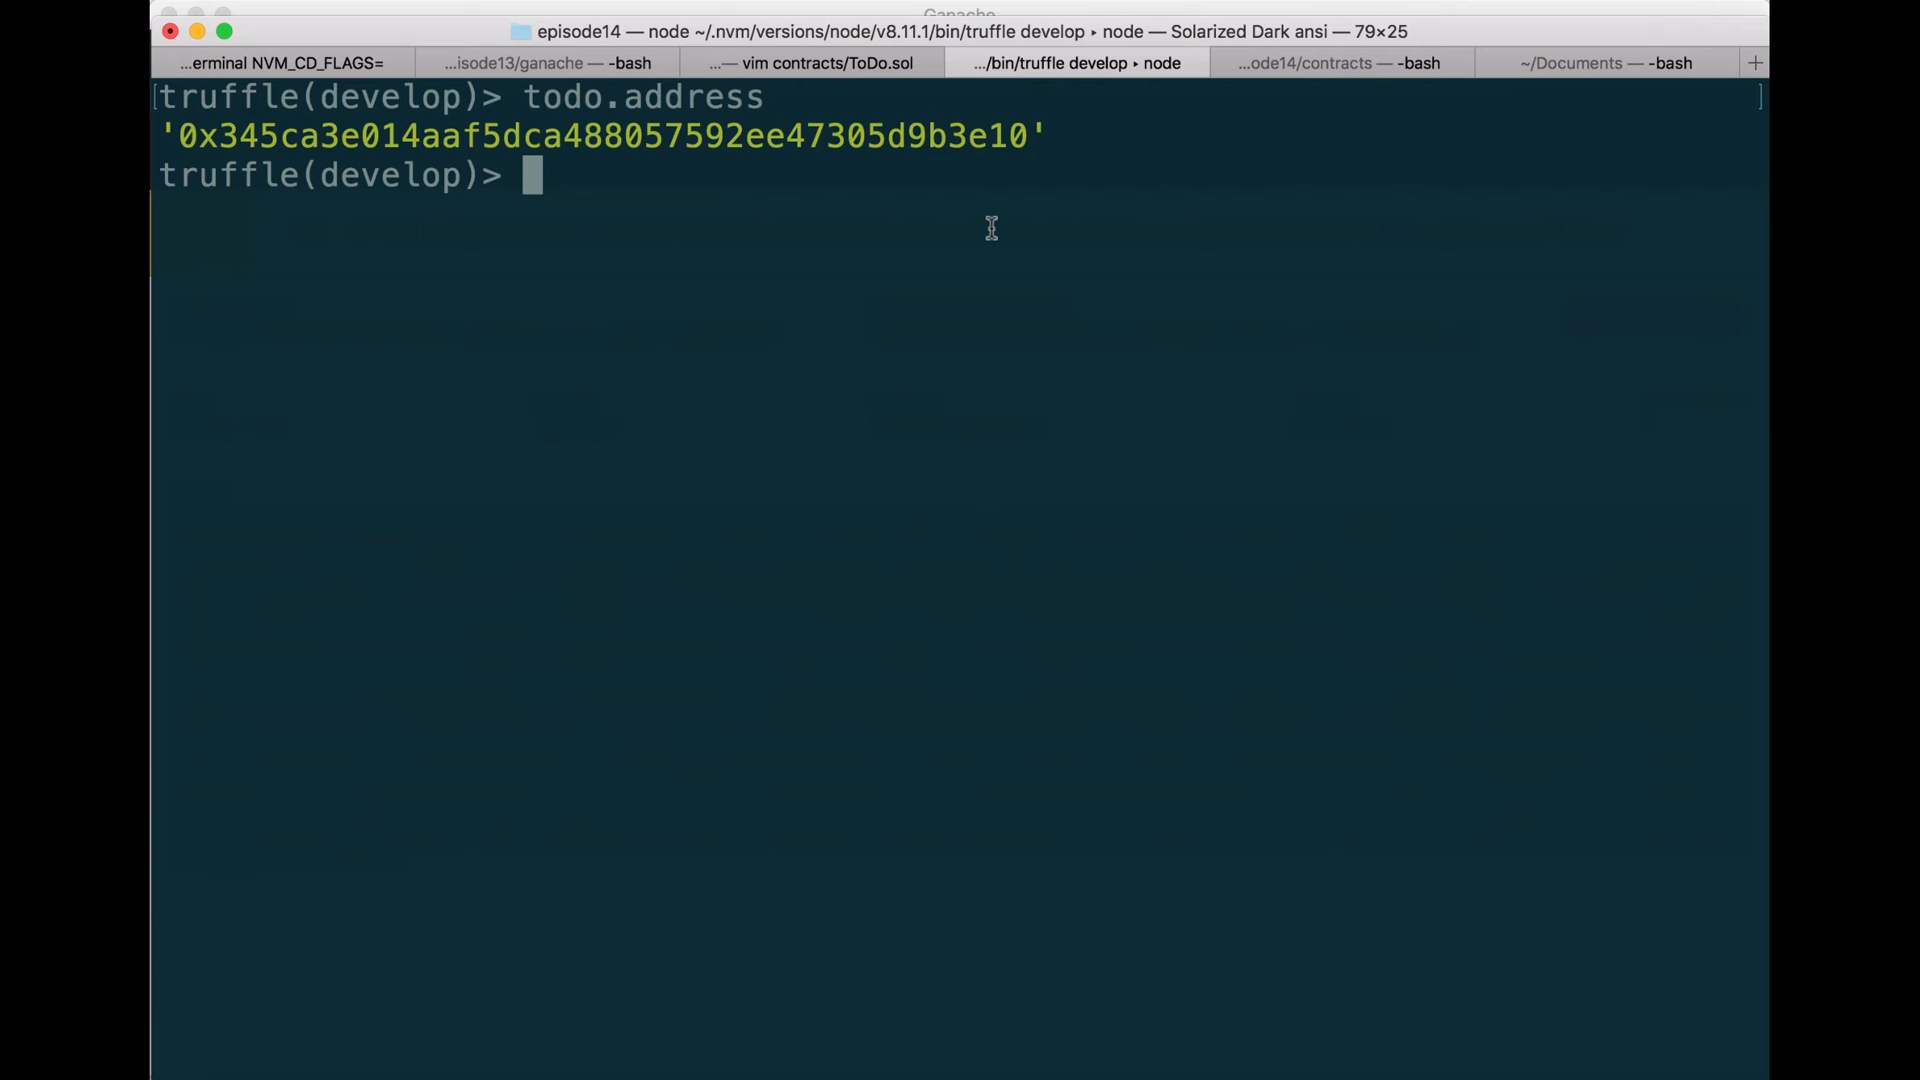 Ganache
episode14 — node ~/.nvm/versions/node/v8.11.1/bin/truffle develop ▸ node — Solarized Dark ansi — 79×25
...erminal NVM_CD_FLAGS=
...isode13/ganache — -bash
...— vim contracts/ToDo.sol
.../bin/truffle develop ▸ node
...ode14/contracts — -bash
~/Documents — -bash
+
[truffle(develop)> todo.address ]
'0x345ca3e014aaf5dca488057592ee47305d9b3e10'
truffle(develop)>